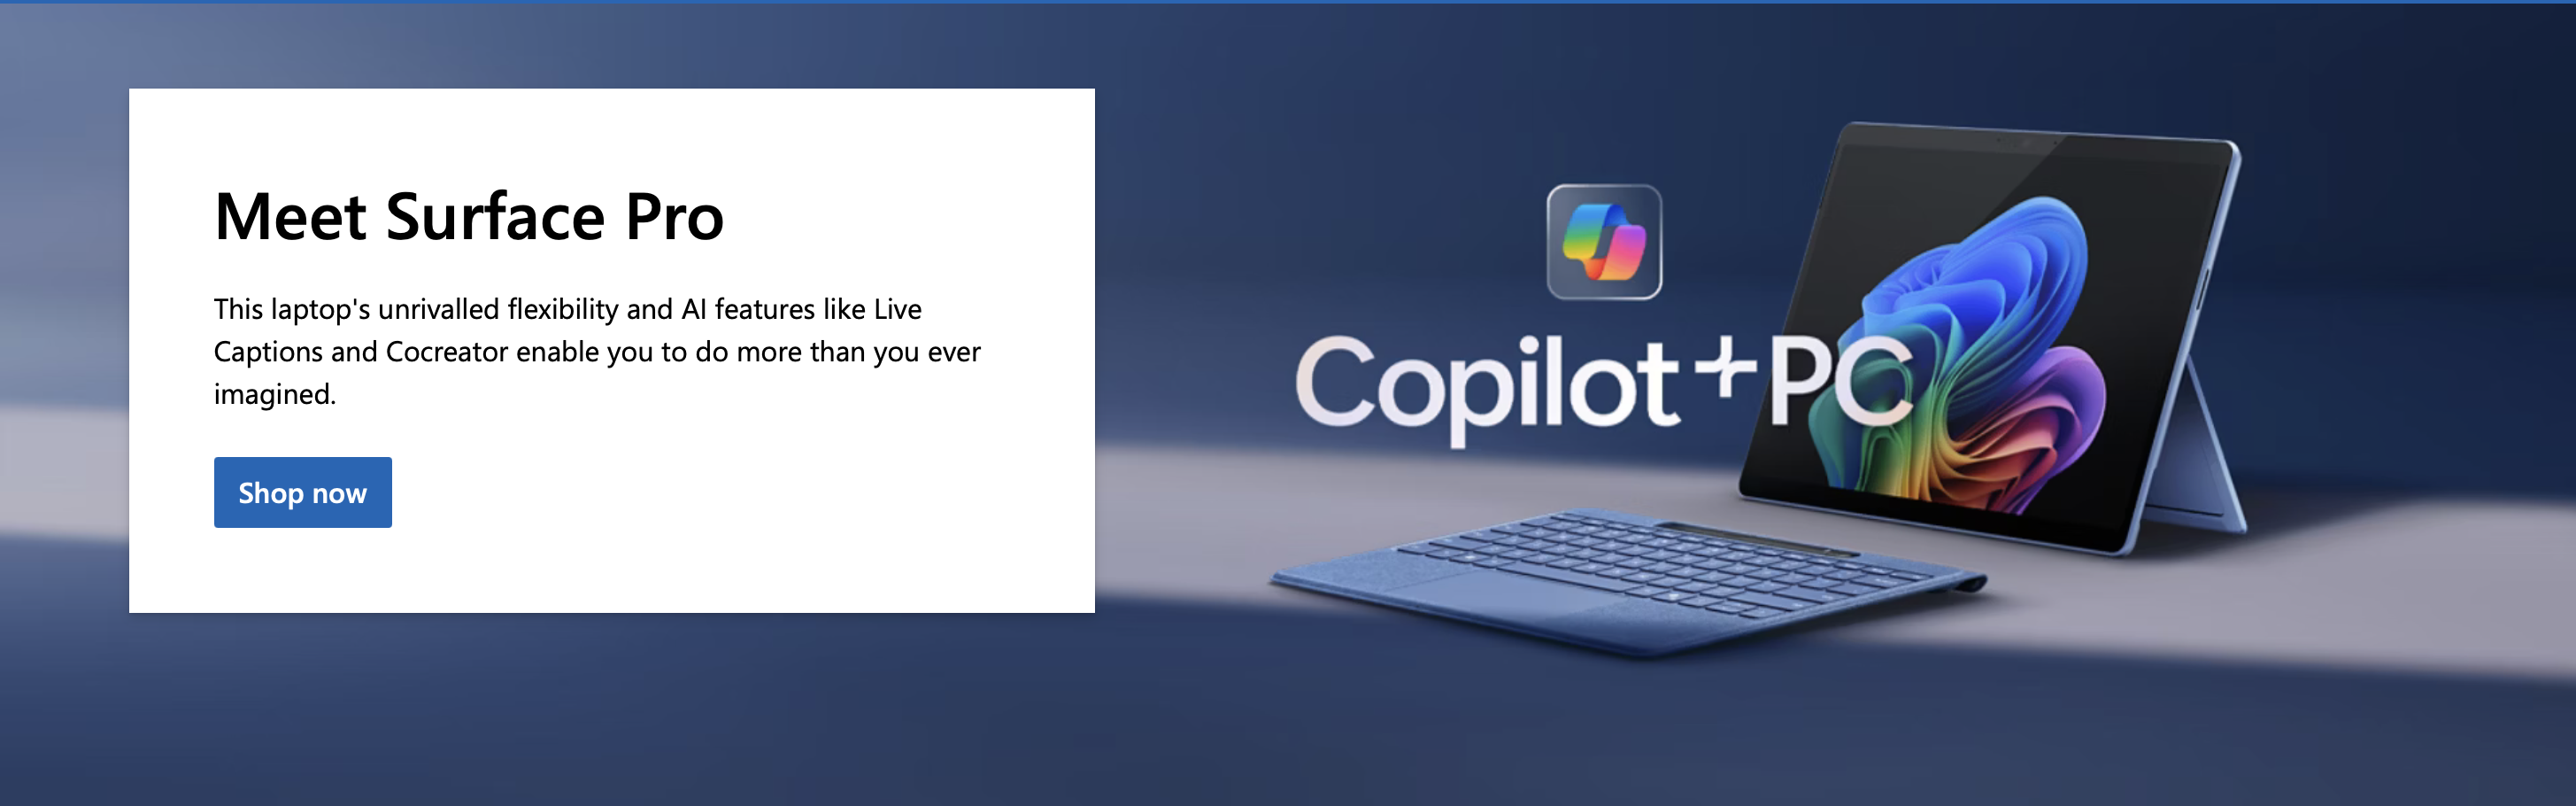 Meet Surface Pro
This laptop's unrivalled flexibility and AI features like Live
Captions and Cocreator enable you to do more than you ever
imagined.
Shop now
Copilot+PC